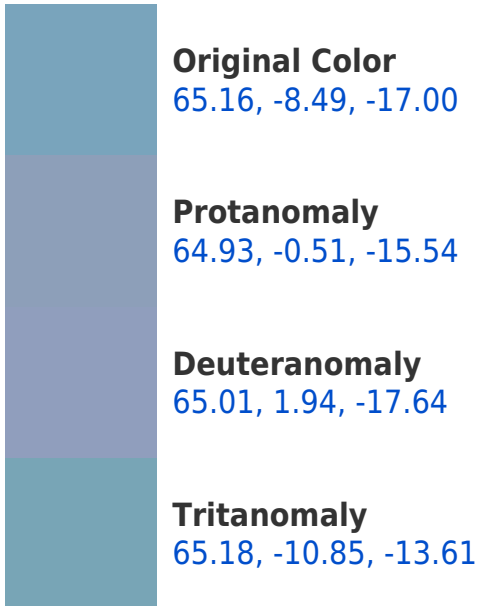 Original Color
65.16, -8.49, -17.00
Protanomaly
64.93, -0.51, -15.54
Deuteranomaly
65.01, 1.94, -17.64
Tritanomaly
65.18, -10.85, -13.61